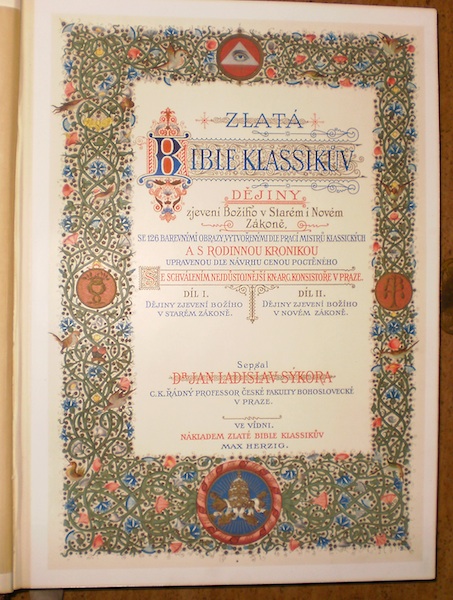 ZLATÁ
BIBLE KLASSIKŮV
DĚJINY
zjevení Božího v Starém i Novém
Zákoně,
SE 126 BAREVNÝMI OBRAZY, VYTVOŘENÝMI DLE PRACÍ MISTRŮ KLASSICKÝCH
A S RODINNOU KRONIKOU
UPRAVENOU DLE NÁVRHU CENOU POCTĚNÉHO
SE SCHVÁLENÍM NEJDŮSTOJNĚJŠÍ KN. ARC. KONSISTOŘE V PRAZE.
DÍL I.
DĚJINY ZJEVENÍ BOŽÍHO
V STARÉM ZÁKONĚ.
DÍL II.
DĚJINY ZJEVENÍ BOŽÍHO
V NOVÉM ZÁKONĚ.
Sepsal
DR. JAN LADISLAV SÝKORA
C. K. ŘÁDNÝ PROFESSOR ČESKÉ FAKULTY BOHOSLOVECKÉ
V PRAZE.
VE VÍDNI.
NÁKLADEM ZLATÉ BIBLE KLASSIKŮV
MAX HERZIG.